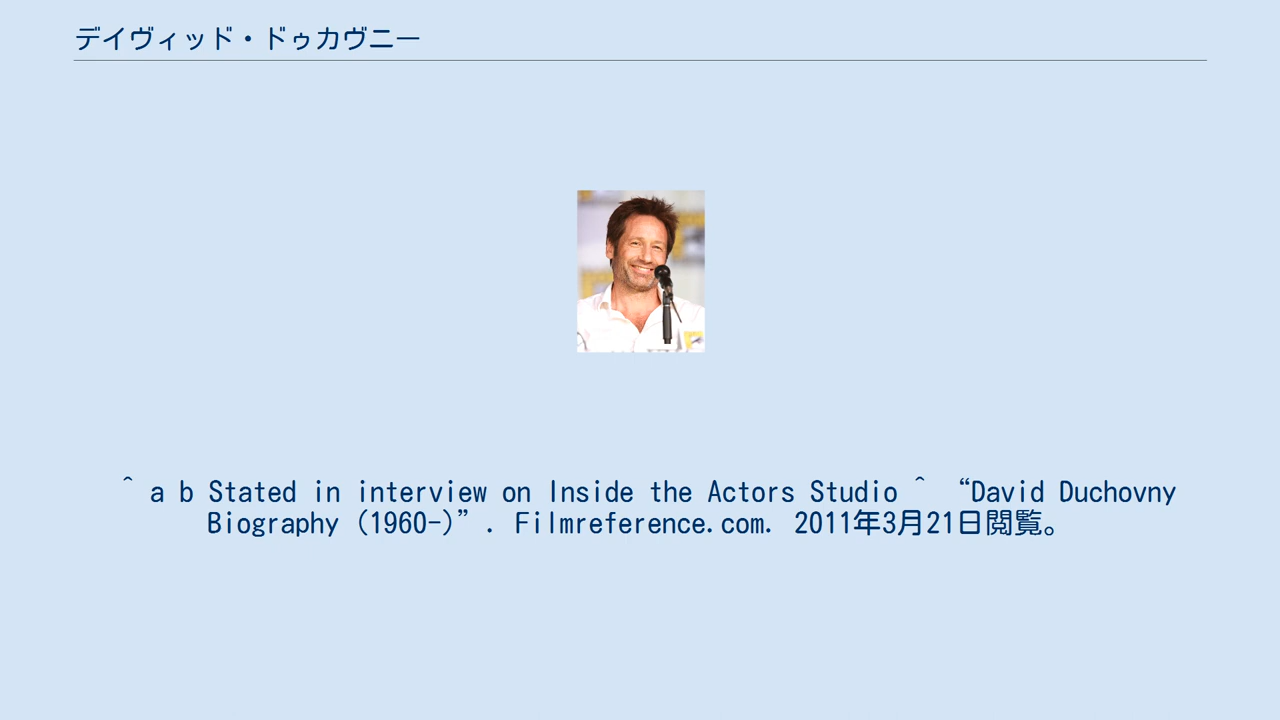 デイヴィッド・ドゥカヴニー
^ a b Stated in interview on Inside the Actors Studio ^ “David Duchovny
Biography (1960-)”. Filmreference.com. 2011年3月21日閲覧。